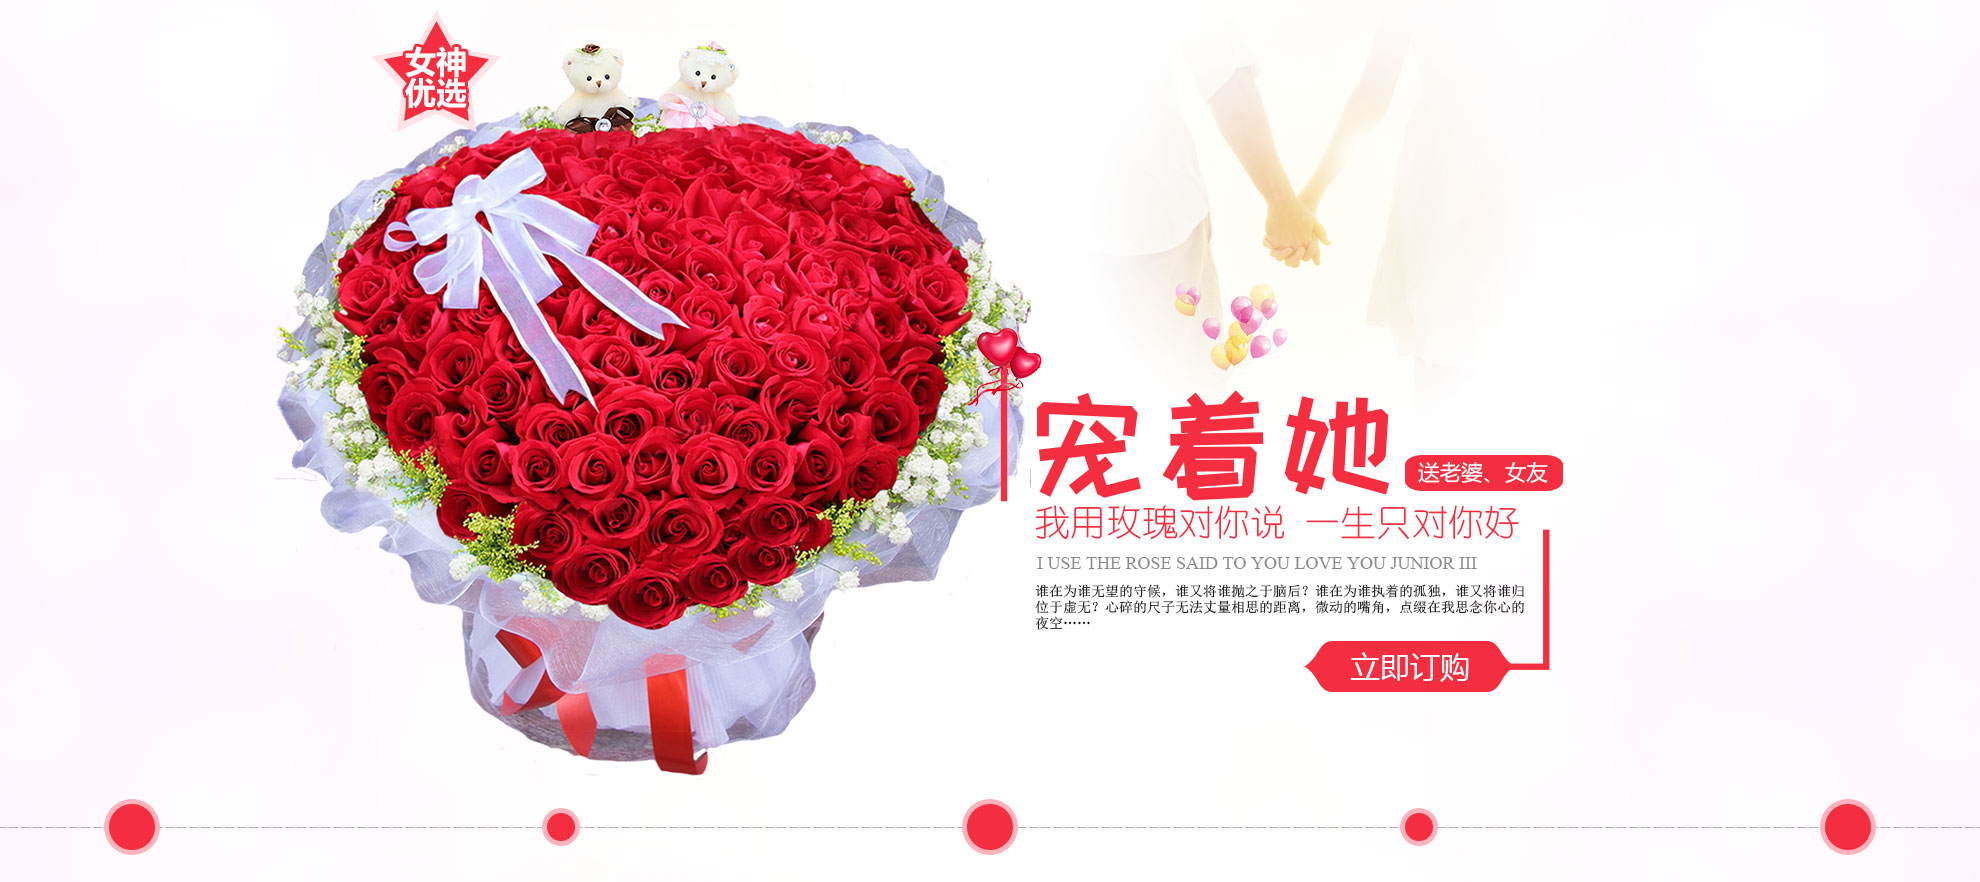 女神
优选
宠着她
送老婆、女友
我用玫瑰对你说 一生只对你好
I USE THE ROSE SAID TO YOU LOVE YOU JUNIOR III
谁在为谁无望的守候，谁又将谁抛之于脑后？谁在为谁执着的孤独，谁又将谁归
位于虚无？心碎的尺子无法丈量相思的距离，微动的嘴角，点缀在我思念你心的
夜空……
立即订购